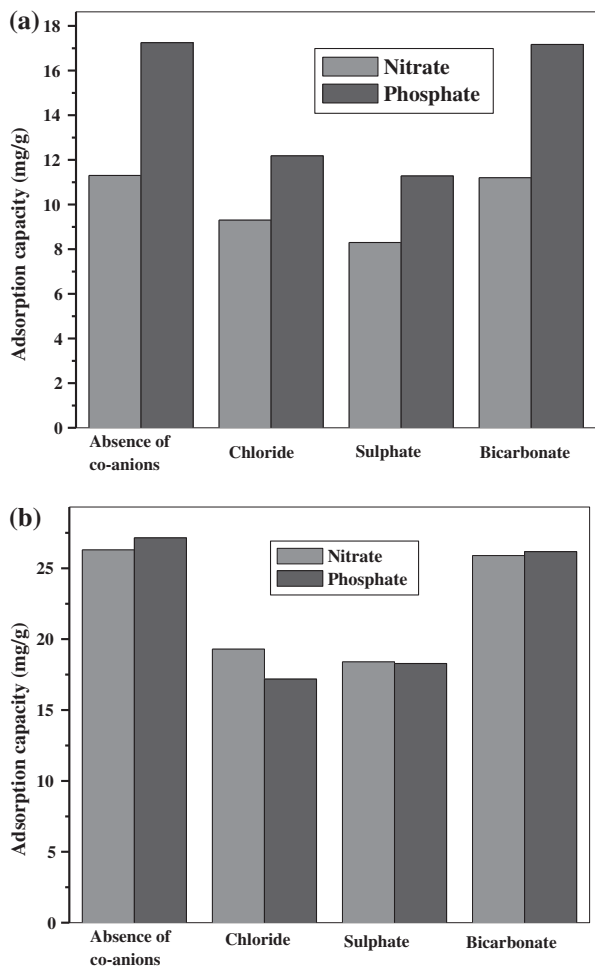 (a)
18
16
14
12
10
8
6
4
2
0
Adsorption capacity (mg/g)
Nitrate
Phosphate
Absence of
co-anions
Chloride
Sulphate
Bicarbonate
(b)
25
20
15
10
5
0
Adsorption capacity (mg/g)
Nitrate
Phosphate
Absence of
co-anions
Chloride
Sulphate
Bicarbonate